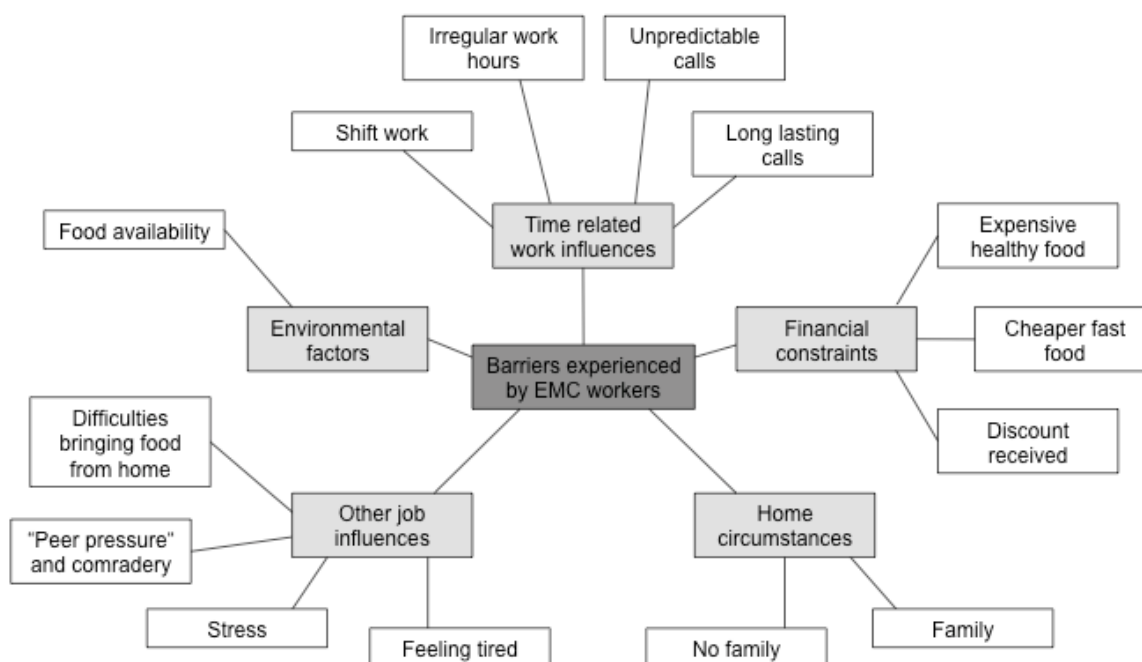 Irregular work
hours
Unpredictable
calls
Shift work
Long lasting
calls
Food availability
Time related
work influences
Expensive
healthy food
Environmental
factors
Financial
constraints
Cheaper fast
food
Barriers experienced
by EMC workers
Difficulties
bringing food
from home
Discount
received
Other job
influences
Home
circumstances
"Peer pressure"
and comradery
Stress
Feeling tired
No family
Family